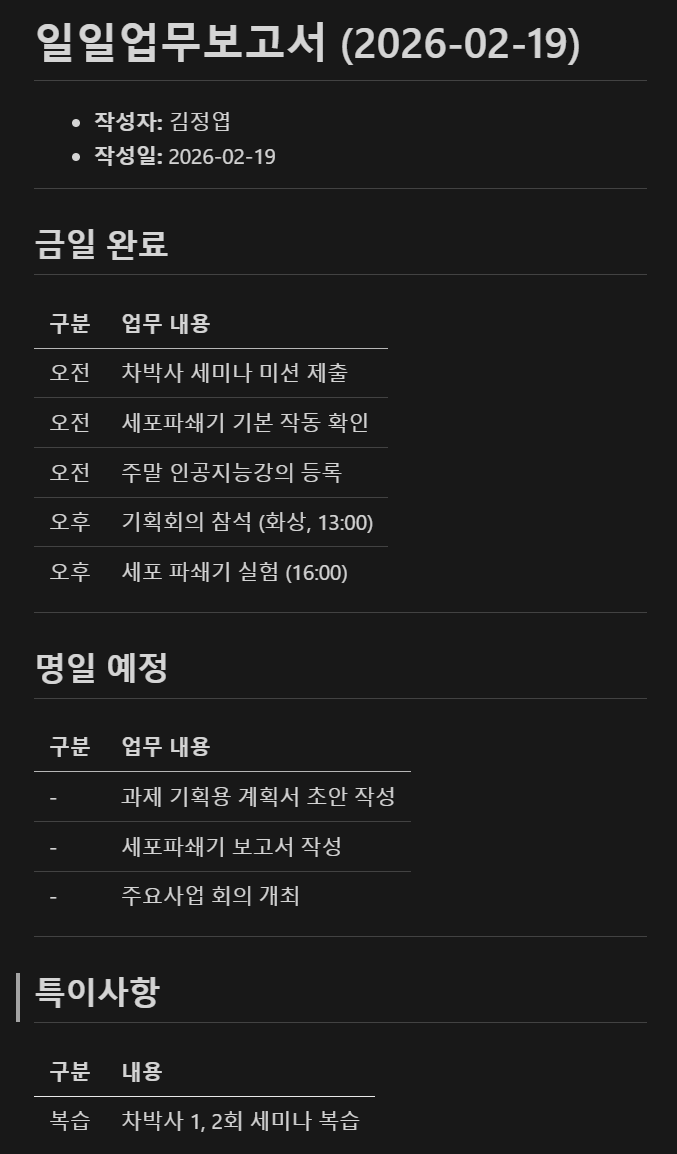 일일업무보고서 (2026-02-19)
작성자: 김정엽
작성일: 2026-02-19
금일 완료
구분 업무 내용
오전 차박사 세미나 미션 제출
오전 세포파쇄기 기본 작동 확인
오전 주말 인공지능강의 등록
오후 기획회의 참석 (화상, 13:00)
오후 세포 파쇄기 실험 (16:00)
명일 예정
구분 업무 내용
- 과제 기획용 계획서 초안 작성
- 세포파쇄기 보고서 작성
- 주요사업 회의 개최
특이사항
구분 내용
복습 차박사 1, 2회 세미나 복습